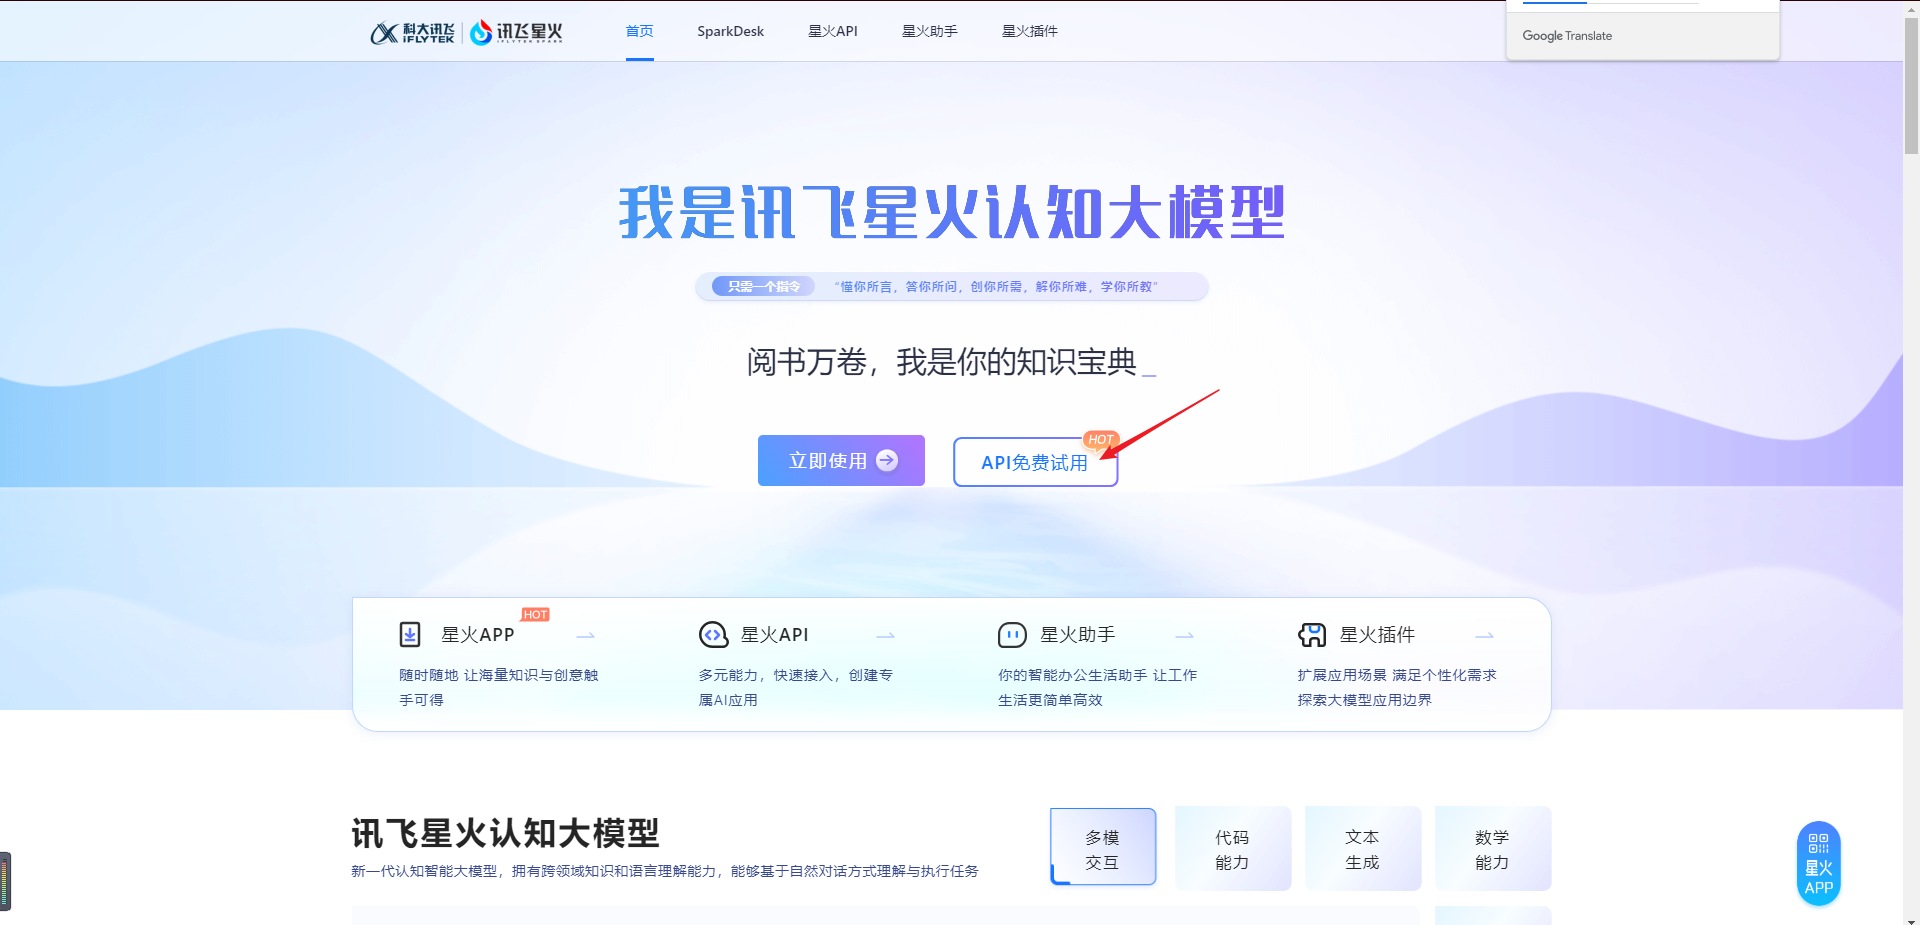 科大讯飞
iFLYTEK
讯飞星火
IFLYTEK SPARK
首页
SparkDesk
星火API
星火助手
星火插件
Google Translate
我是讯飞星火认知大模型
只需一个指令
“懂你所言，答你所问，创你所需，解你所难，学你所教”
阅书万卷，我是你的知识宝典_
立即使用
API免费试用
HOT
星火APP
HOT
随时随地 让海量知识与创意触
手可得
星火API
多元能力，快速接入，创建专
属AI应用
星火助手
你的智能办公生活助手 让工作
生活更简单高效
星火插件
扩展应用场景 满足个性化需求
探索大模型应用边界
讯飞星火认知大模型
新一代认知智能大模型，拥有跨领域知识和语言理解能力，能够基于自然对话方式理解与执行任务
多模
交互
代码
能力
文本
生成
数学
能力
星火
APP